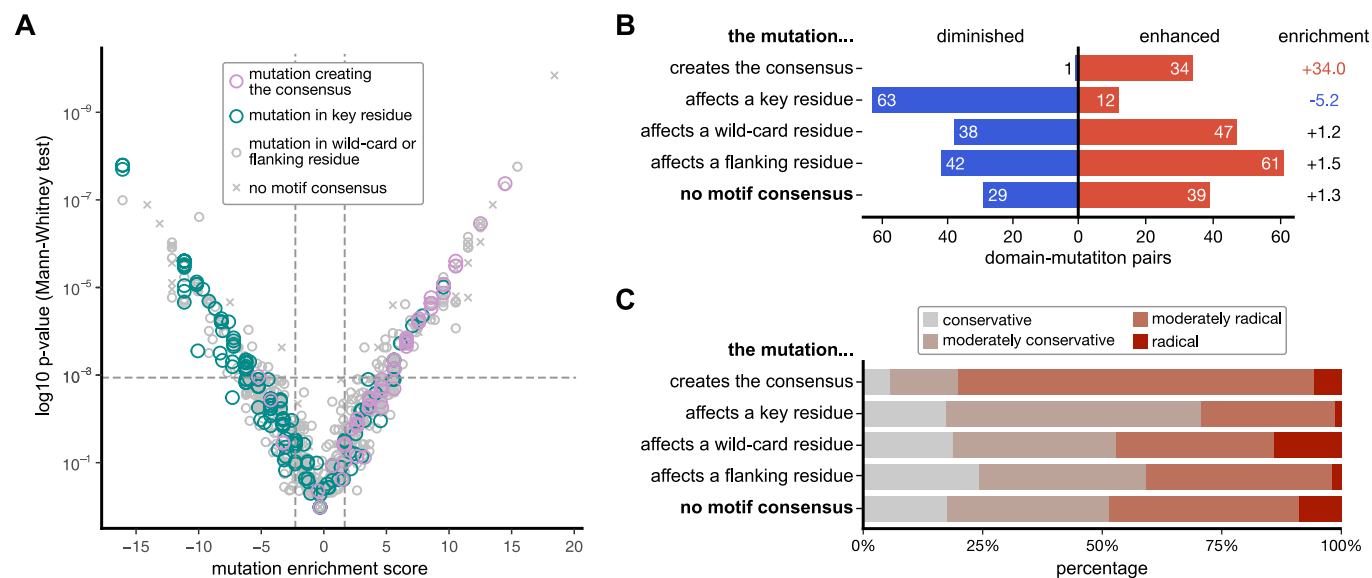 A
mutation creating
the consensus
mutation in key residue
mutation in wild-card or
flanking residue
no motif consensus
log10 p-value (Mann-Whitney test)
10⁻⁹
10⁻⁷
10⁻⁵
10⁻³
10⁻¹
−15 −10 −5 0 5 10 15 20
mutation enrichment score
B
the mutation... diminished enhanced enrichment
creates the consensus 1 34 +34.0
affects a key residue 63 12 -5.2
affects a wild-card residue 38 47 +1.2
affects a flanking residue 42 61 +1.5
no motif consensus 29 39 +1.3
60 40 20 0 20 40 60
domain-mutatiton pairs
C
conservative moderately radical
moderately conservative radical
the mutation...
creates the consensus
affects a key residue
affects a wild-card residue
affects a flanking residue
no motif consensus
0% 25% 50% 75% 100%
percentage